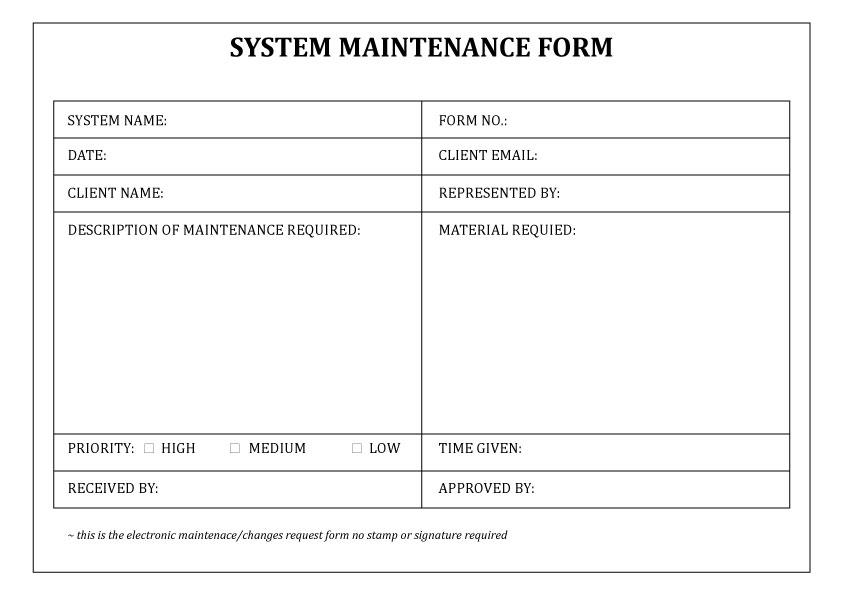 SYSTEM MAINTENANCE FORM
SYSTEM NAME:
FORM NO.:
DATE:
CLIENT EMAIL:
CLIENT NAME:
REPRESENTED BY:
DESCRIPTION OF MAINTENANCE REQUIRED:
MATERIAL REQUIED:
PRIORITY: ☐ HIGH ☐ MEDIUM ☐ LOW
TIME GIVEN:
RECEIVED BY:
APPROVED BY:
~ this is the electronic maintenace/changes request form no stamp or signature required